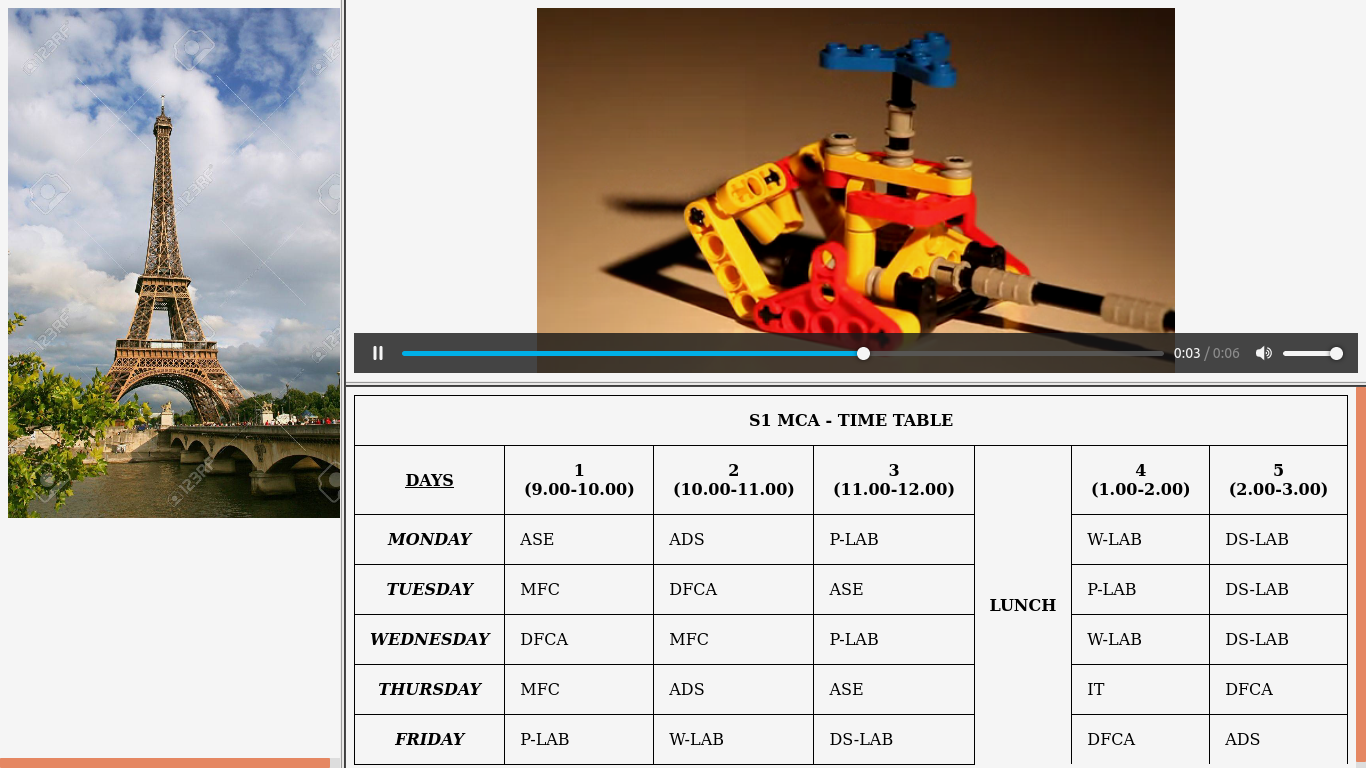 123RF
0:03 / 0:06
S1 MCA - TIME TABLE
DAYS 1 (9.00-10.00) 2 (10.00-11.00) 3 (11.00-12.00) LUNCH 4 (1.00-2.00) 5 (2.00-3.00)
MONDAY ASE ADS P-LAB W-LAB DS-LAB
TUESDAY MFC DFCA ASE P-LAB DS-LAB
WEDNESDAY DFCA MFC P-LAB W-LAB DS-LAB
THURSDAY MFC ADS ASE IT DFCA
FRIDAY P-LAB W-LAB DS-LAB DFCA ADS